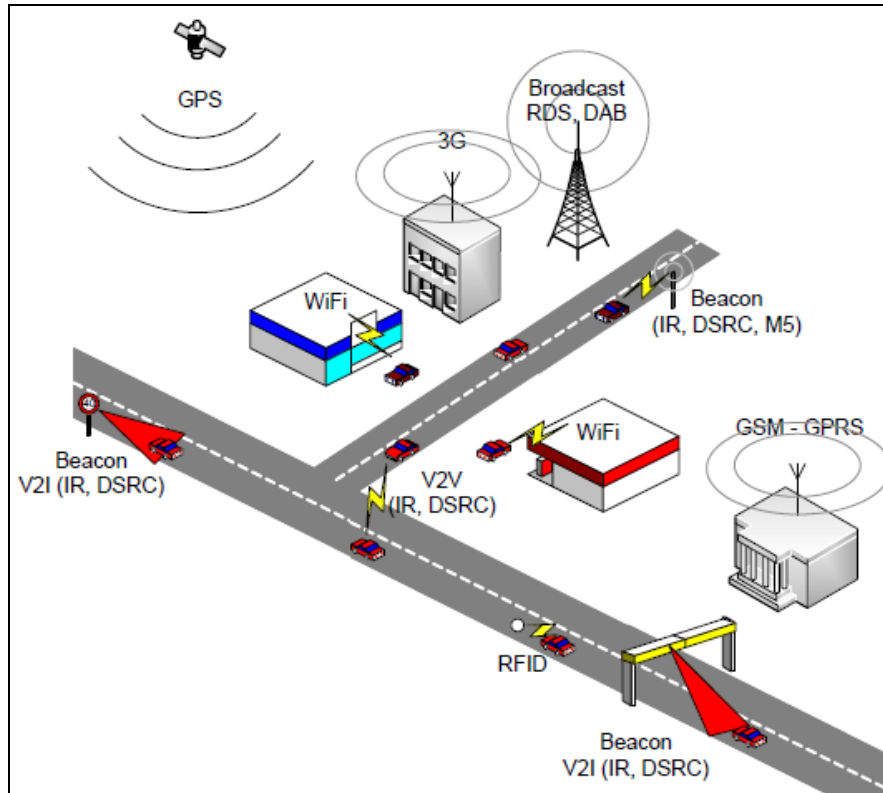 GPS
Broadcast
RDS, DAB
3G
WiFi
Beacon
(IR, DSRC, M5)
WiFi
GSM - GPRS
Beacon
V2I (IR, DSRC)
V2V
(IR, DSRC)
RFID
Beacon
V2I (IR, DSRC)